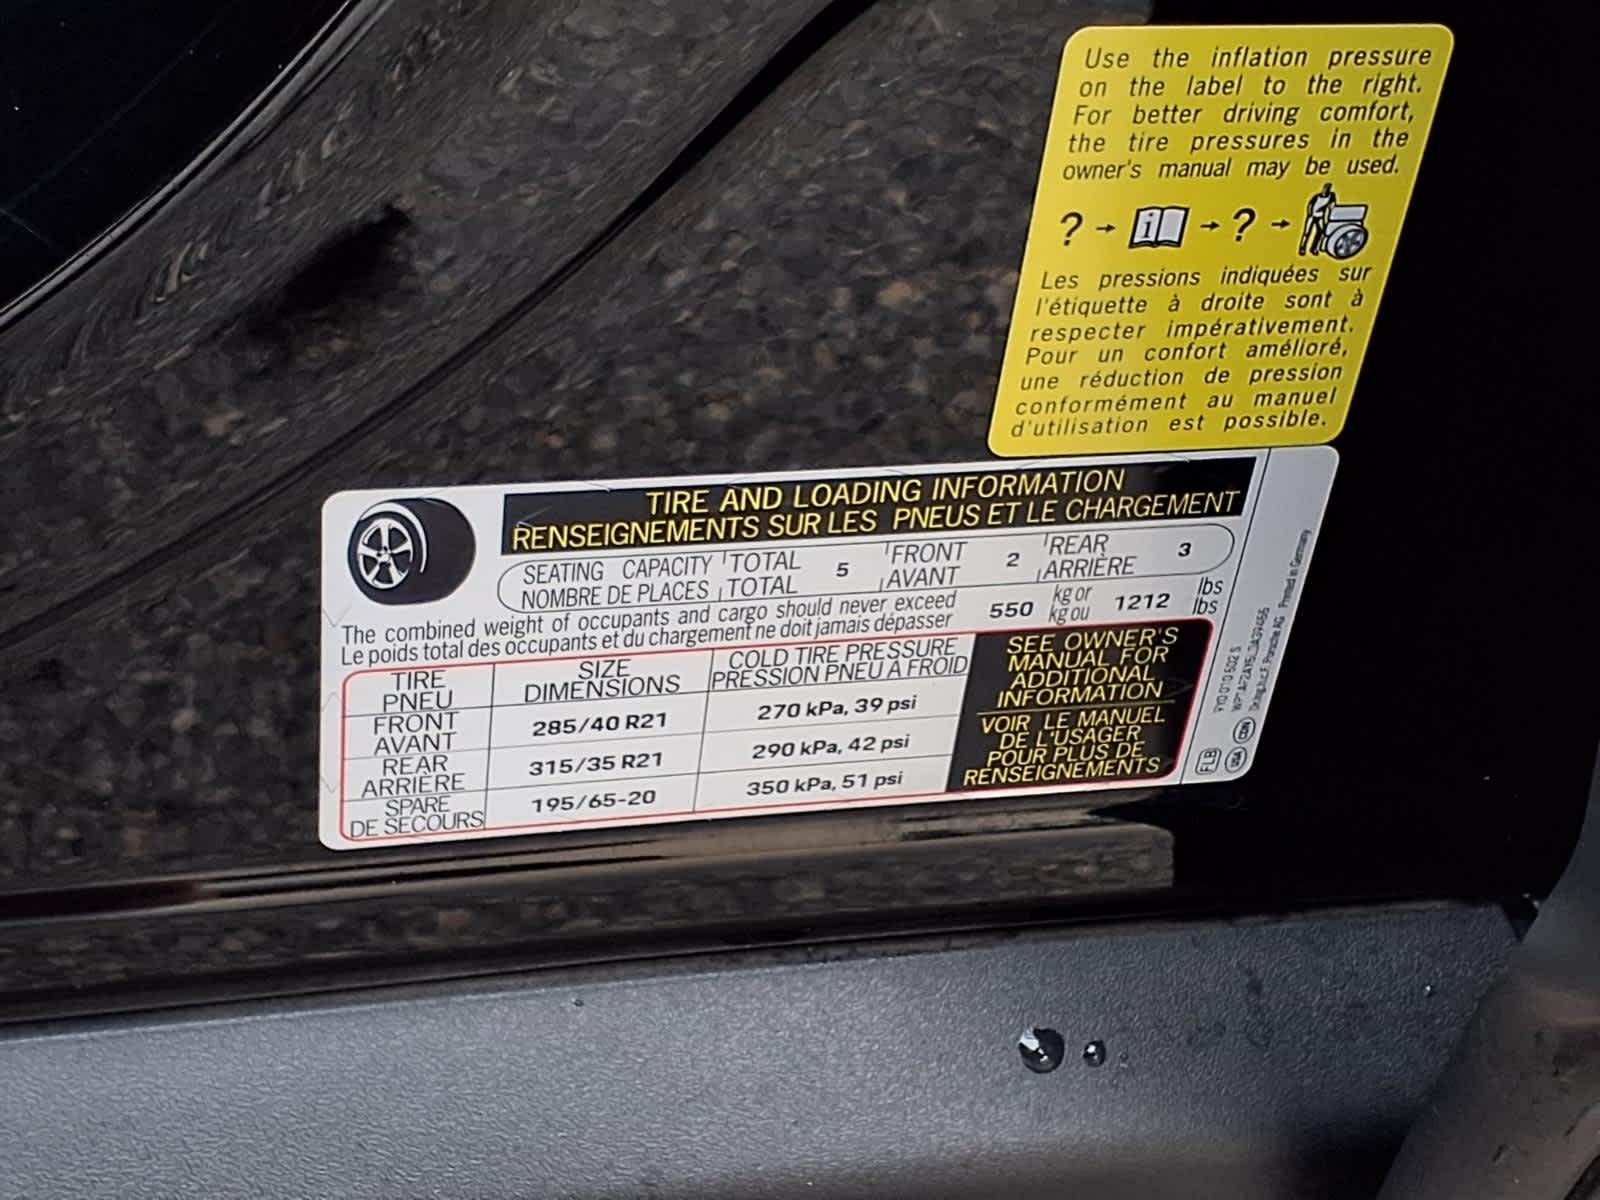 Use the inflation pressure
on the label to the right.
For better driving comfort,
the tire pressures in the
owner's manual may be used.
? → i → ? →
Les pressions indiquées sur
l'étiquette à droite sont à
respecter impérativement.
Pour un confort amélioré,
une réduction de pression
conformément au manuel
d'utilisation est possible.
TIRE AND LOADING INFORMATION
RENSEIGNEMENTS SUR LES PNEUS ET LE CHARGEMENT
SEATING CAPACITY TOTAL 5 FRONT 2 REAR 3
NOMBRE DE PLACES TOTAL AVANT ARRIÈRE
The combined weight of occupants and cargo should never exceed 550 kg or 1212 lbs
Le poids total des occupants et du chargement ne doit jamais dépasser kg ou lbs
TIRE SIZE COLD TIRE PRESSURE
PNEU DIMENSIONS PRESSION PNEU À FROID
FRONT 285/40 R21 270 kPa, 39 psi
AVANT
REAR 315/35 R21 290 kPa, 42 psi
ARRIÈRE
SPARE 195/65-20 350 kPa, 51 psi
DE SECOURS
SEE OWNER'S
MANUAL FOR
ADDITIONAL
INFORMATION
VOIR LE MANUEL
DE L'USAGER
POUR PLUS DE
RENSEIGNEMENTS
FLB
USA
CDN
Printed in Germany